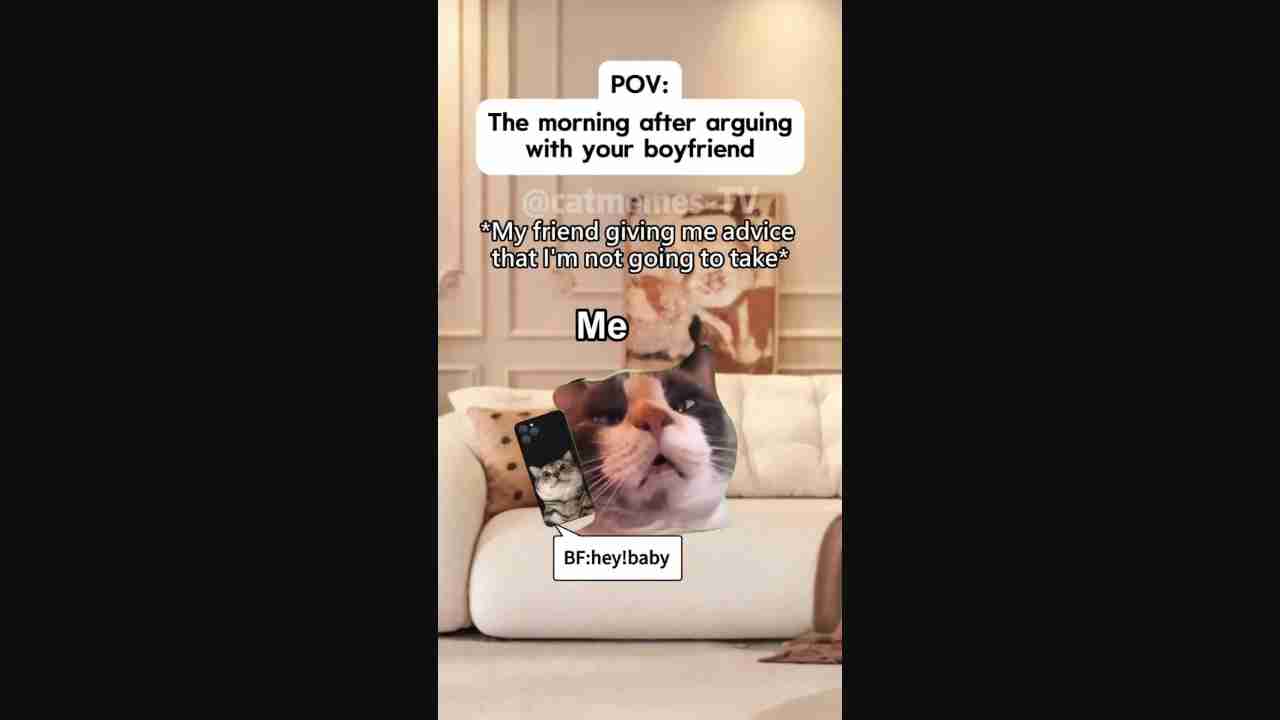 POV:
The morning after arguing
with your boyfriend
@catmemes-TV
*My friend giving me advice
that I'm not going to take*
Me
BF:hey!baby